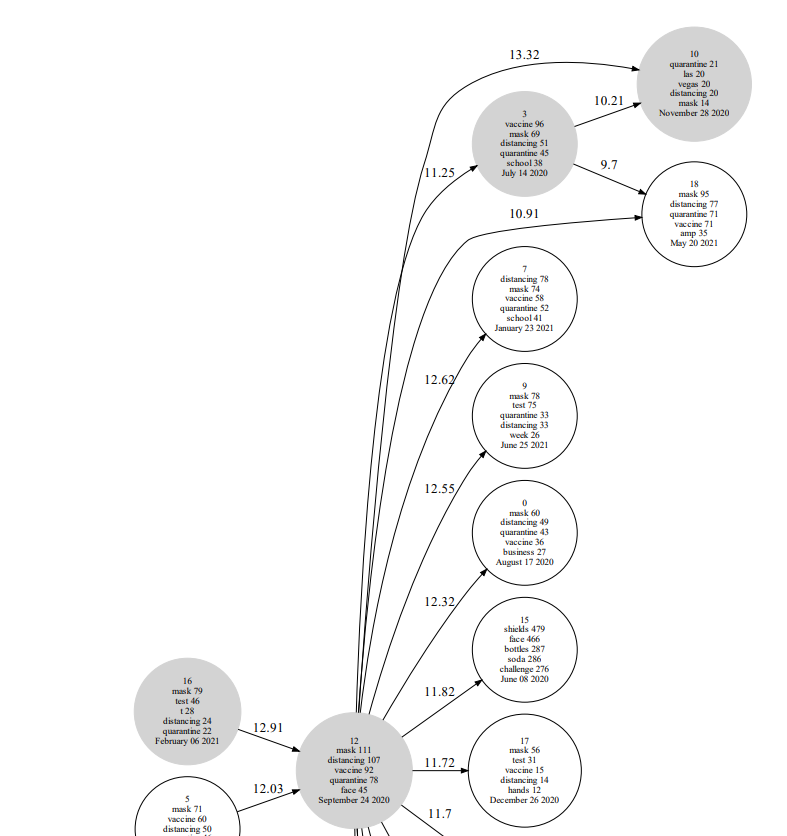 13.32
10
quarantine 21
las 20
vegas 20
distancing 20
mask 14
November 28 2020
10.21
3
vaccine 96
mask 69
distancing 51
quarantine 45
school 38
July 14 2020
11.25
9.7
18
mask 95
distancing 77
quarantine 71
vaccine 71
amp 35
May 20 2021
10.91
7
distancing 78
mask 74
vaccine 58
quarantine 52
school 41
January 23 2021
12.62
9
mask 78
test 75
quarantine 33
distancing 33
week 26
June 25 2021
12.55
0
mask 60
distancing 49
quarantine 43
vaccine 36
business 27
August 17 2020
12.32
15
shields 479
face 466
bottles 287
soda 286
challenge 276
June 08 2020
11.82
16
mask 79
test 46
t 28
distancing 24
quarantine 22
February 06 2021
12.91
12
mask 111
distancing 107
vaccine 92
quarantine 78
face 45
September 24 2020
11.72
17
mask 56
test 31
vaccine 15
distancing 14
hands 12
December 26 2020
12.03
5
mask 71
vaccine 60
distancing 50
11.7